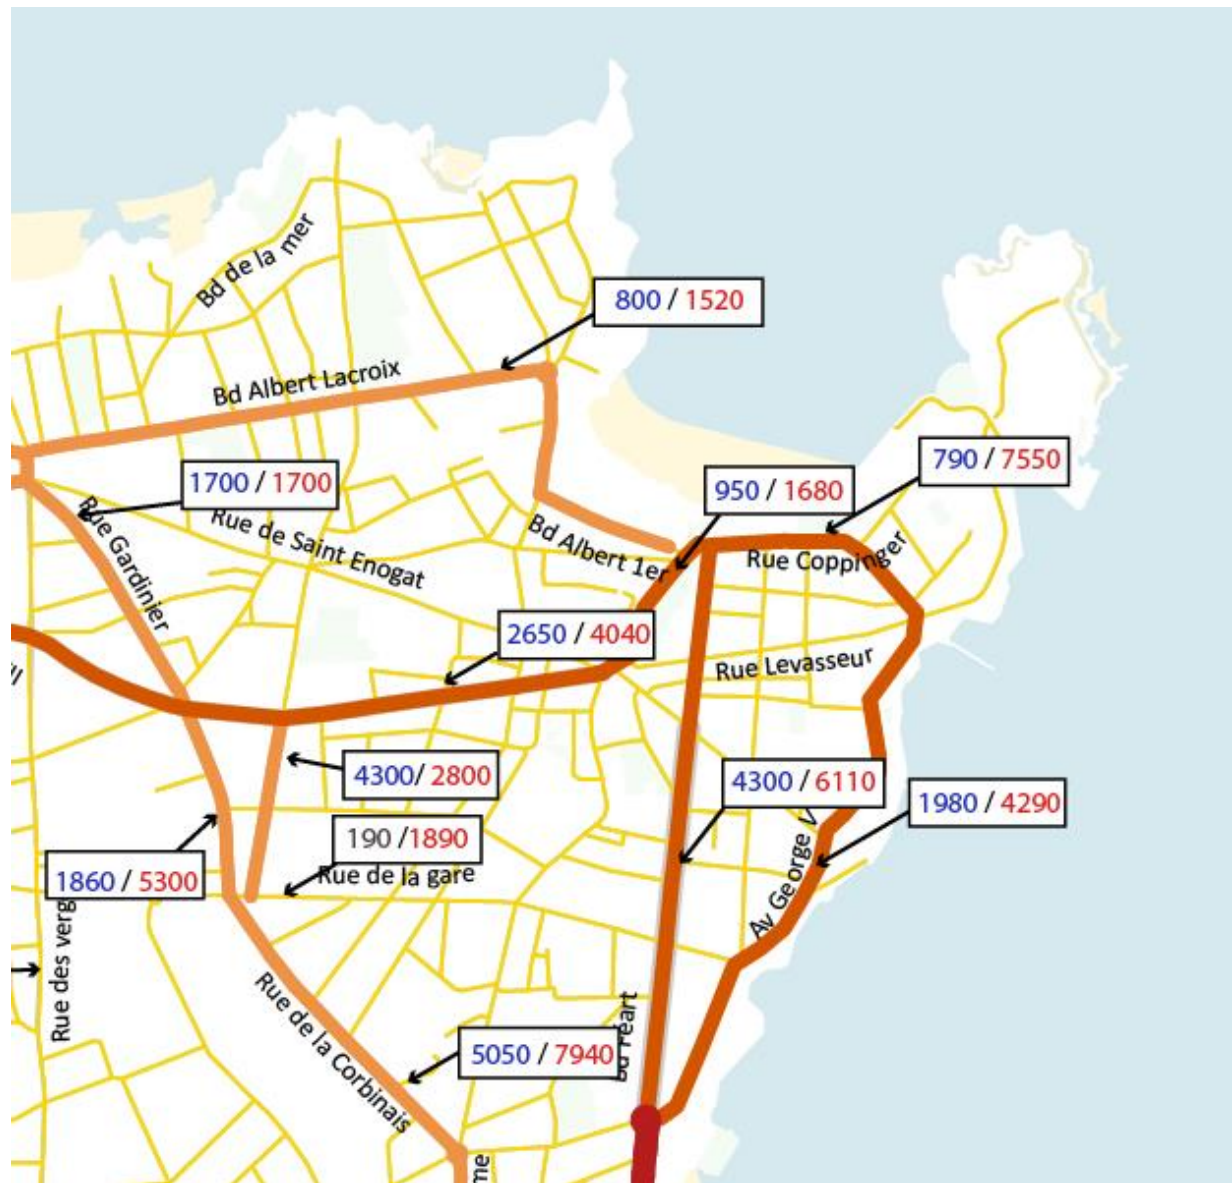 Bd de la mer
800 / 1520
Bd Albert Lacroix
790 / 7550
1700 / 1700
950 / 1680
Rue Gardinier
Rue de Saint Enogat
Bd Albert 1er
Rue Coppinger
2650 / 4040
Rue Levasseur
4300/ 2800
4300 / 6110
1980 / 4290
190 /1890
Rue de la gare
1860 / 5300
Av George V
Rue des verg
Rue de la Corbinais
Bd Féart
5050 / 7940
me